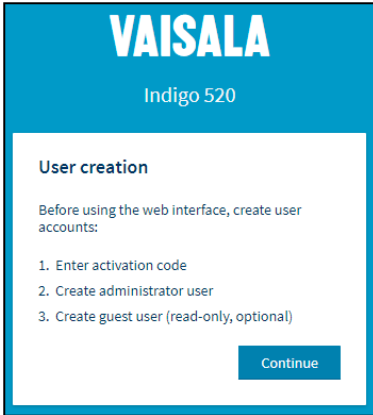 VAISALA
Indigo 520
User creation
Before using the web interface, create user
accounts:
1. Enter activation code
2. Create administrator user
3. Create guest user (read-only, optional)
Continue